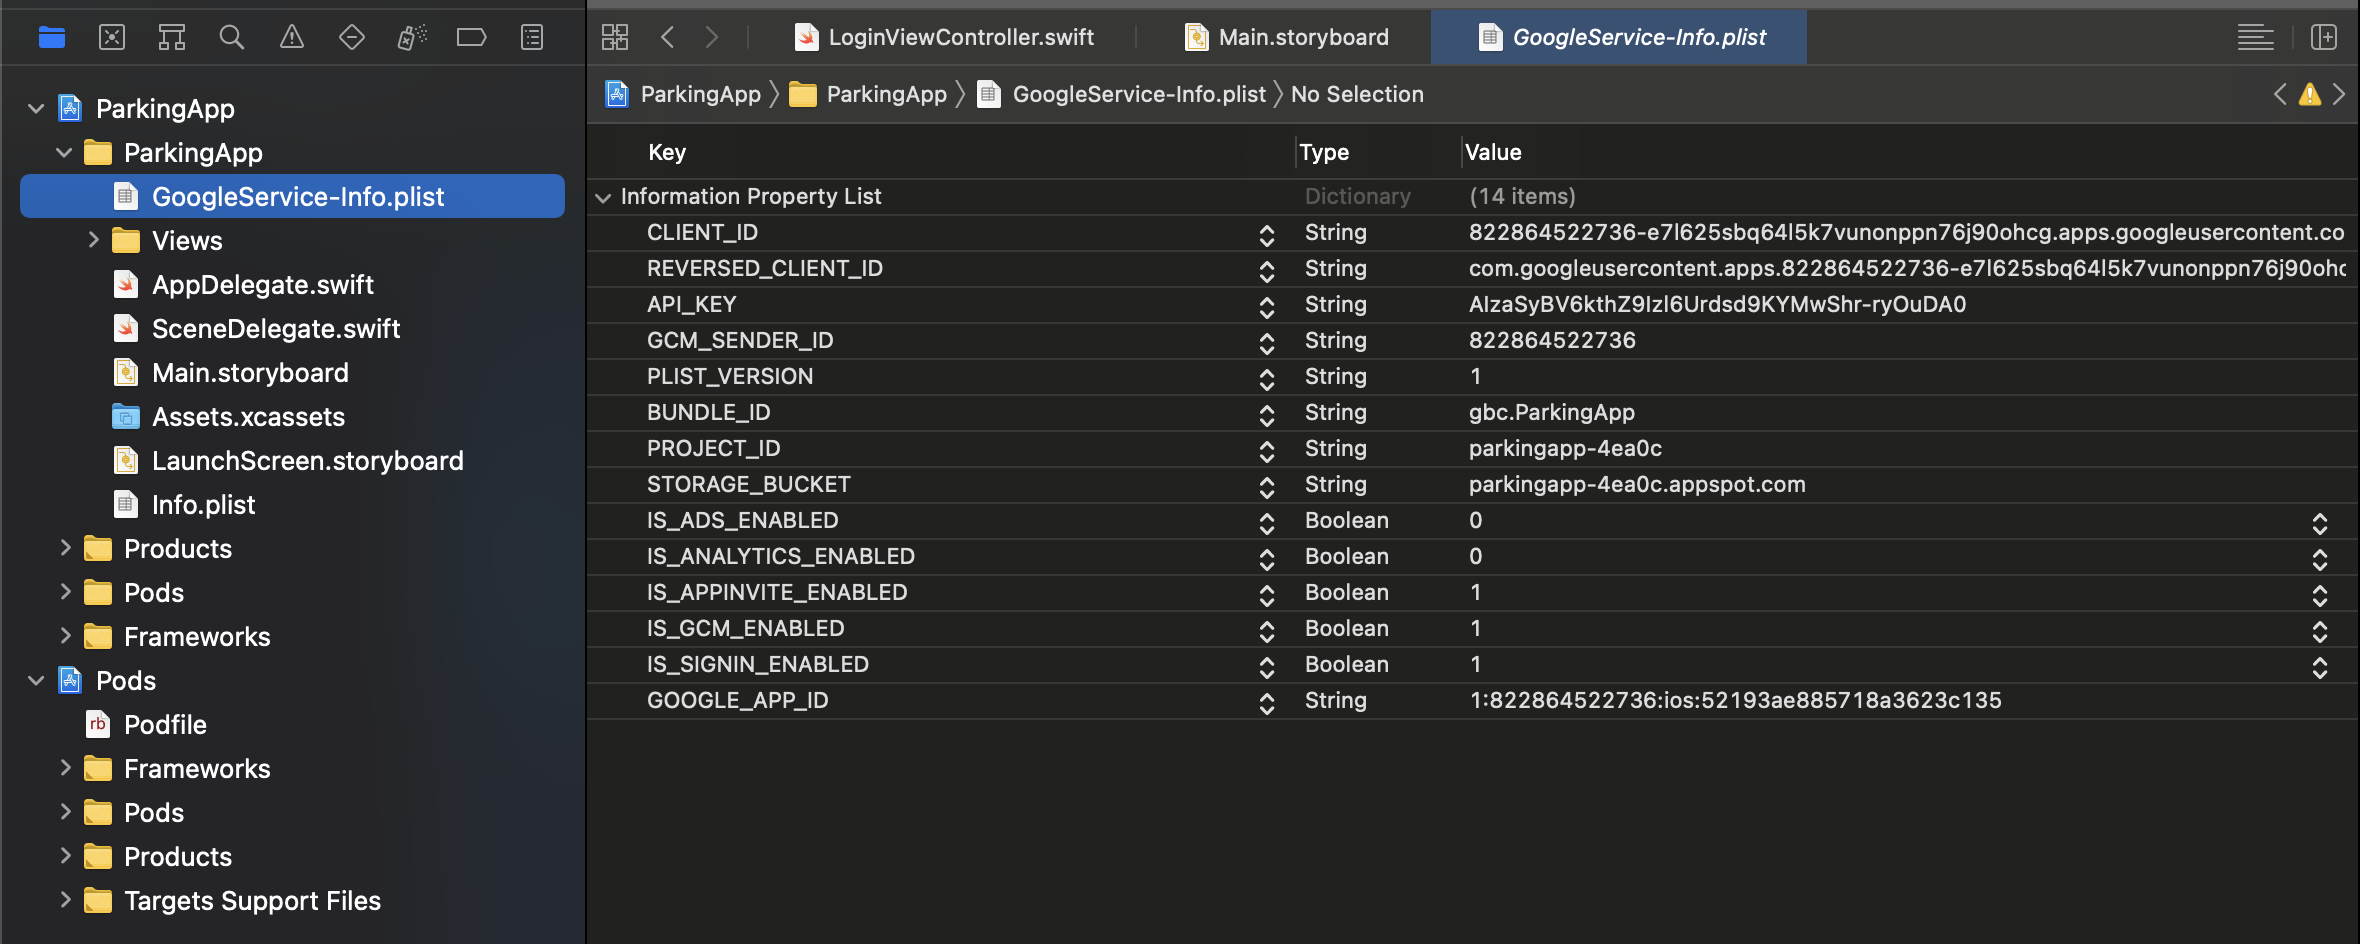 LoginViewController.swift
Main.storyboard
GoogleService-Info.plist
ParkingApp
ParkingApp
GoogleService-Info.plist
No Selection
ParkingApp
ParkingApp
GoogleService-Info.plist
Views
AppDelegate.swift
SceneDelegate.swift
Main.storyboard
Assets.xcassets
LaunchScreen.storyboard
Info.plist
Products
Pods
Frameworks
Pods
rb Podfile
Frameworks
Pods
Products
Targets Support Files
Key Type Value
Information Property List Dictionary (14 items)
CLIENT_ID String 822864522736-e7l625sbq64l5k7vunonppn76j90ohcg.apps.googleusercontent.co
REVERSED_CLIENT_ID String com.googleusercontent.apps.822864522736-e7l625sbq64l5k7vunonppn76j90ohc
API_KEY String AIzaSyBV6kthZ9Izl6Urdsd9KYMwShr-ryOuDA0
GCM_SENDER_ID String 822864522736
PLIST_VERSION String 1
BUNDLE_ID String gbc.ParkingApp
PROJECT_ID String parkingapp-4ea0c
STORAGE_BUCKET String parkingapp-4ea0c.appspot.com
IS_ADS_ENABLED Boolean 0
IS_ANALYTICS_ENABLED Boolean 0
IS_APPINVITE_ENABLED Boolean 1
IS_GCM_ENABLED Boolean 1
IS_SIGNIN_ENABLED Boolean 1
GOOGLE_APP_ID String 1:822864522736:ios:52193ae885718a3623c135